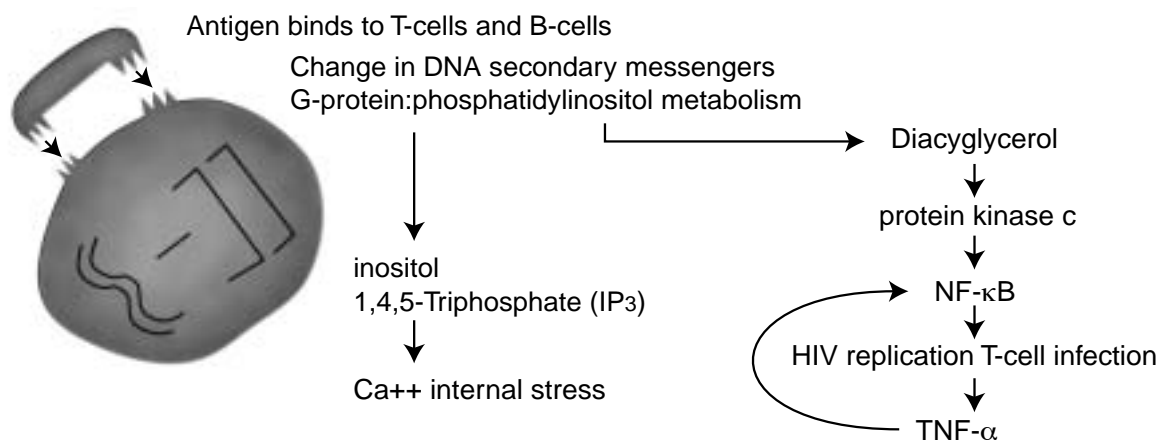 Antigen binds to T-cells and B-cells
Change in DNA secondary messengers
G-protein:phosphatidylinositol metabolism
Diacyglycerol
protein kinase c
inositol
1,4,5-Triphosphate (IP3)
NF-κB
HIV replication T-cell infection
Ca++ internal stress
TNF-α